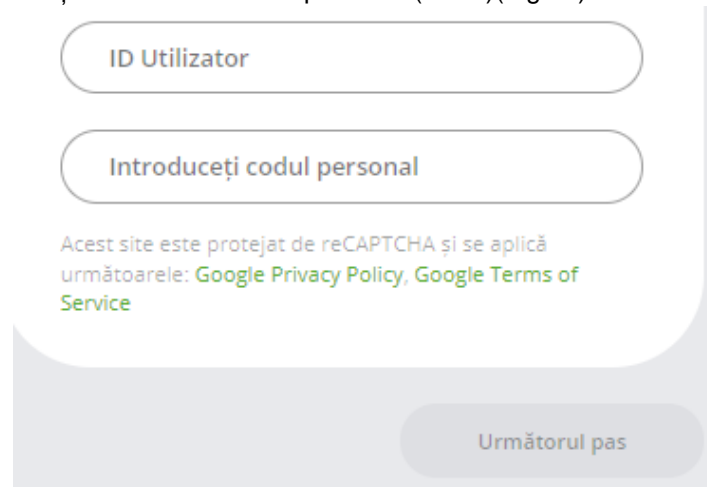 ID Utilizator
Introduceți codul personal
Acest site este protejat de reCAPTCHA și se aplică
următoarele: Google Privacy Policy, Google Terms of
Service
Următorul pas